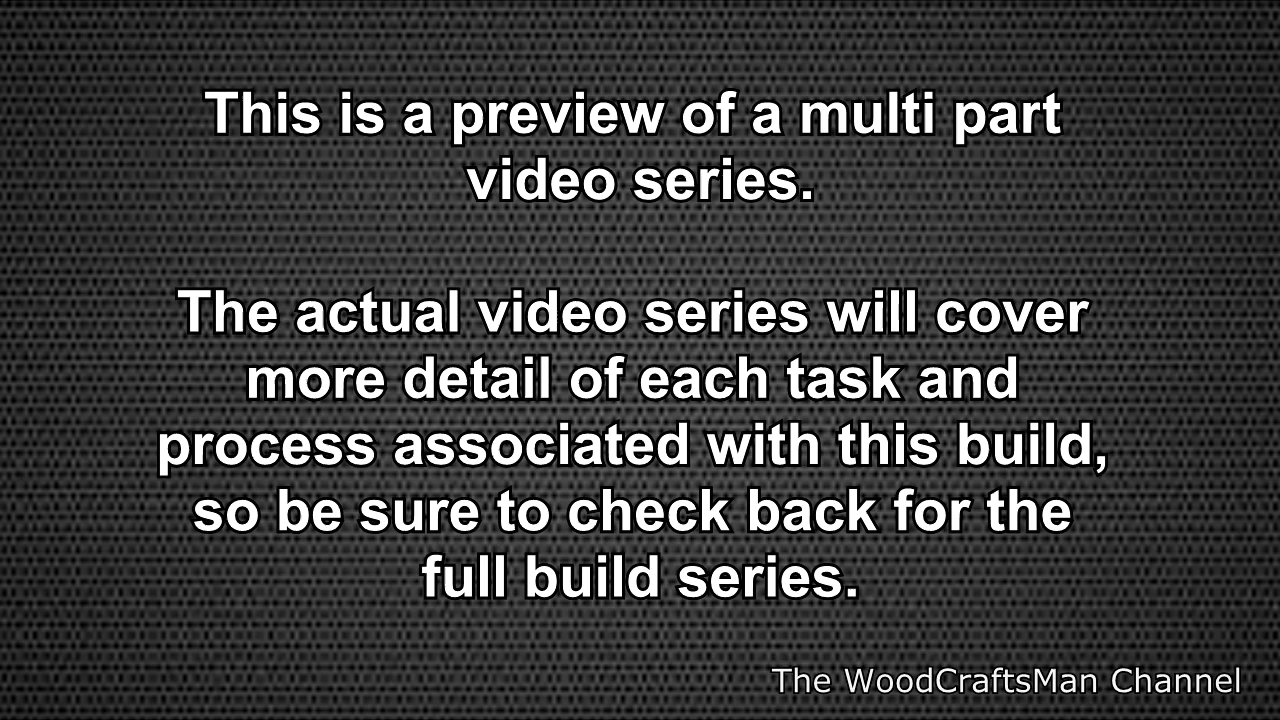 This is a preview of a multi part
video series.
The actual video series will cover
more detail of each task and
process associated with this build,
so be sure to check back for the
full build series.
The WoodCraftsMan Channel